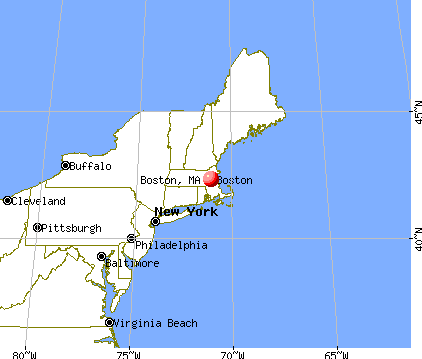 45°N
Buffalo
Boston, MA Boston
Cleveland
New York
Pittsburgh
Philadelphia
40°N
Baltimore
Virginia Beach
80°W 75°W 70°W 65°W